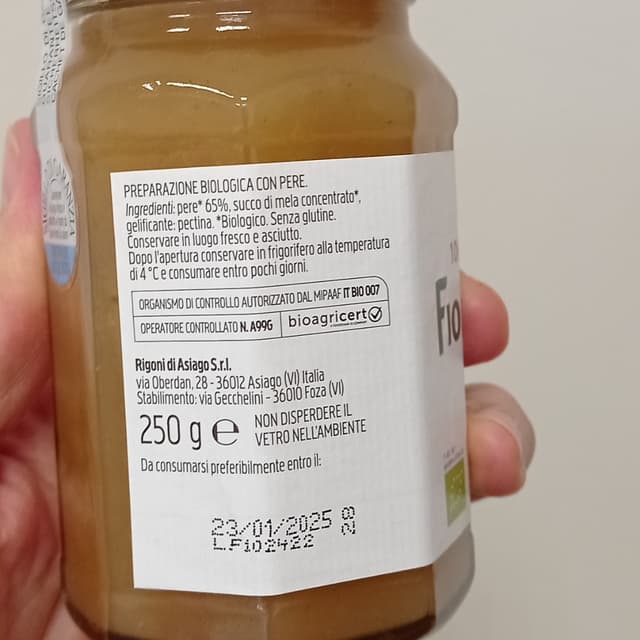 PREPARAZIONE BIOLOGICA CON PERE.
Ingredienti: pere* 65%, succo di mela concentrato*,
gelificante: pectina. *Biologico. Senza glutine.
Conservare in luogo fresco e asciutto.
Dopo l'apertura conservare in frigorifero alla temperatura
di 4 °C e consumare entro pochi giorni.
ORGANISMO DI CONTROLLO AUTORIZZATO DAL MIPAAF IT BIO 007
OPERATORE CONTROLLATO N. A99G
bioagricert
Rigoni di Asiago S.r.l.
via Oberdan, 28 - 36012 Asiago (VI) Italia
Stabilimento: via Gecchelini - 36010 Foza (VI)
250 g e
NON DISPERDERE IL
VETRO NELL'AMBIENTE
Da consumarsi preferibilmente entro il:
23/01/2025
LF102422